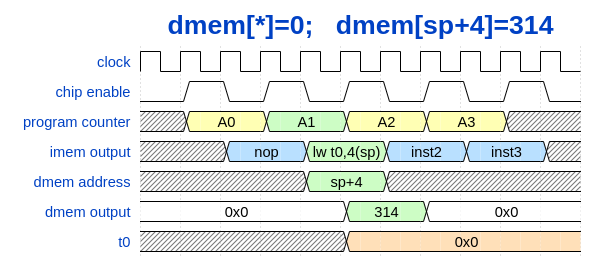 dmem[*]=0;   dmem[sp+4]=314
clock
chip enable
program counter A0 A1 A2 A3
imem output nop lw t0,4(sp) inst2 inst3
dmem address sp+4
dmem output 0x0 314 0x0
t0 0x0